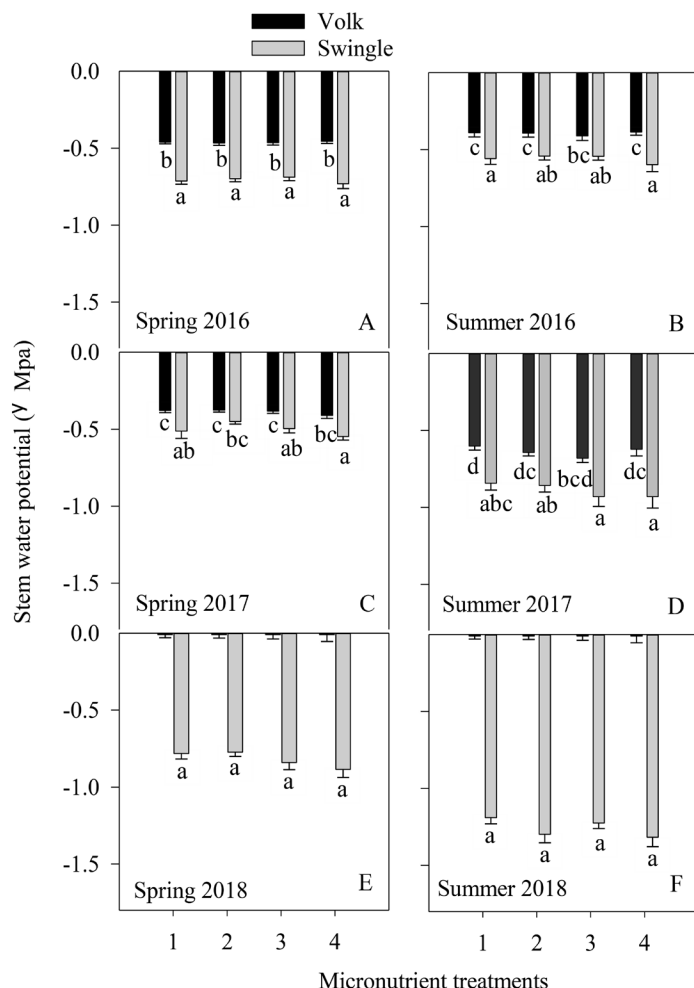 Volk
Swingle
Stem water potential (Ψ Mpa)
0.0
-0.5
-1.0
-1.5
b b b b
a a a a
Spring 2016 A
c c bc c
a ab ab a
Summer 2016 B
0.0
-0.5
-1.0
-1.5
c c c bc
ab bc ab a
Spring 2017 C
d dc bcd dc
abc ab a a
Summer 2017 D
0.0
-0.5
-1.0
-1.5
a a a a
Spring 2018 E
a a a a
Summer 2018 F
1 2 3 4
1 2 3 4
Micronutrient treatments